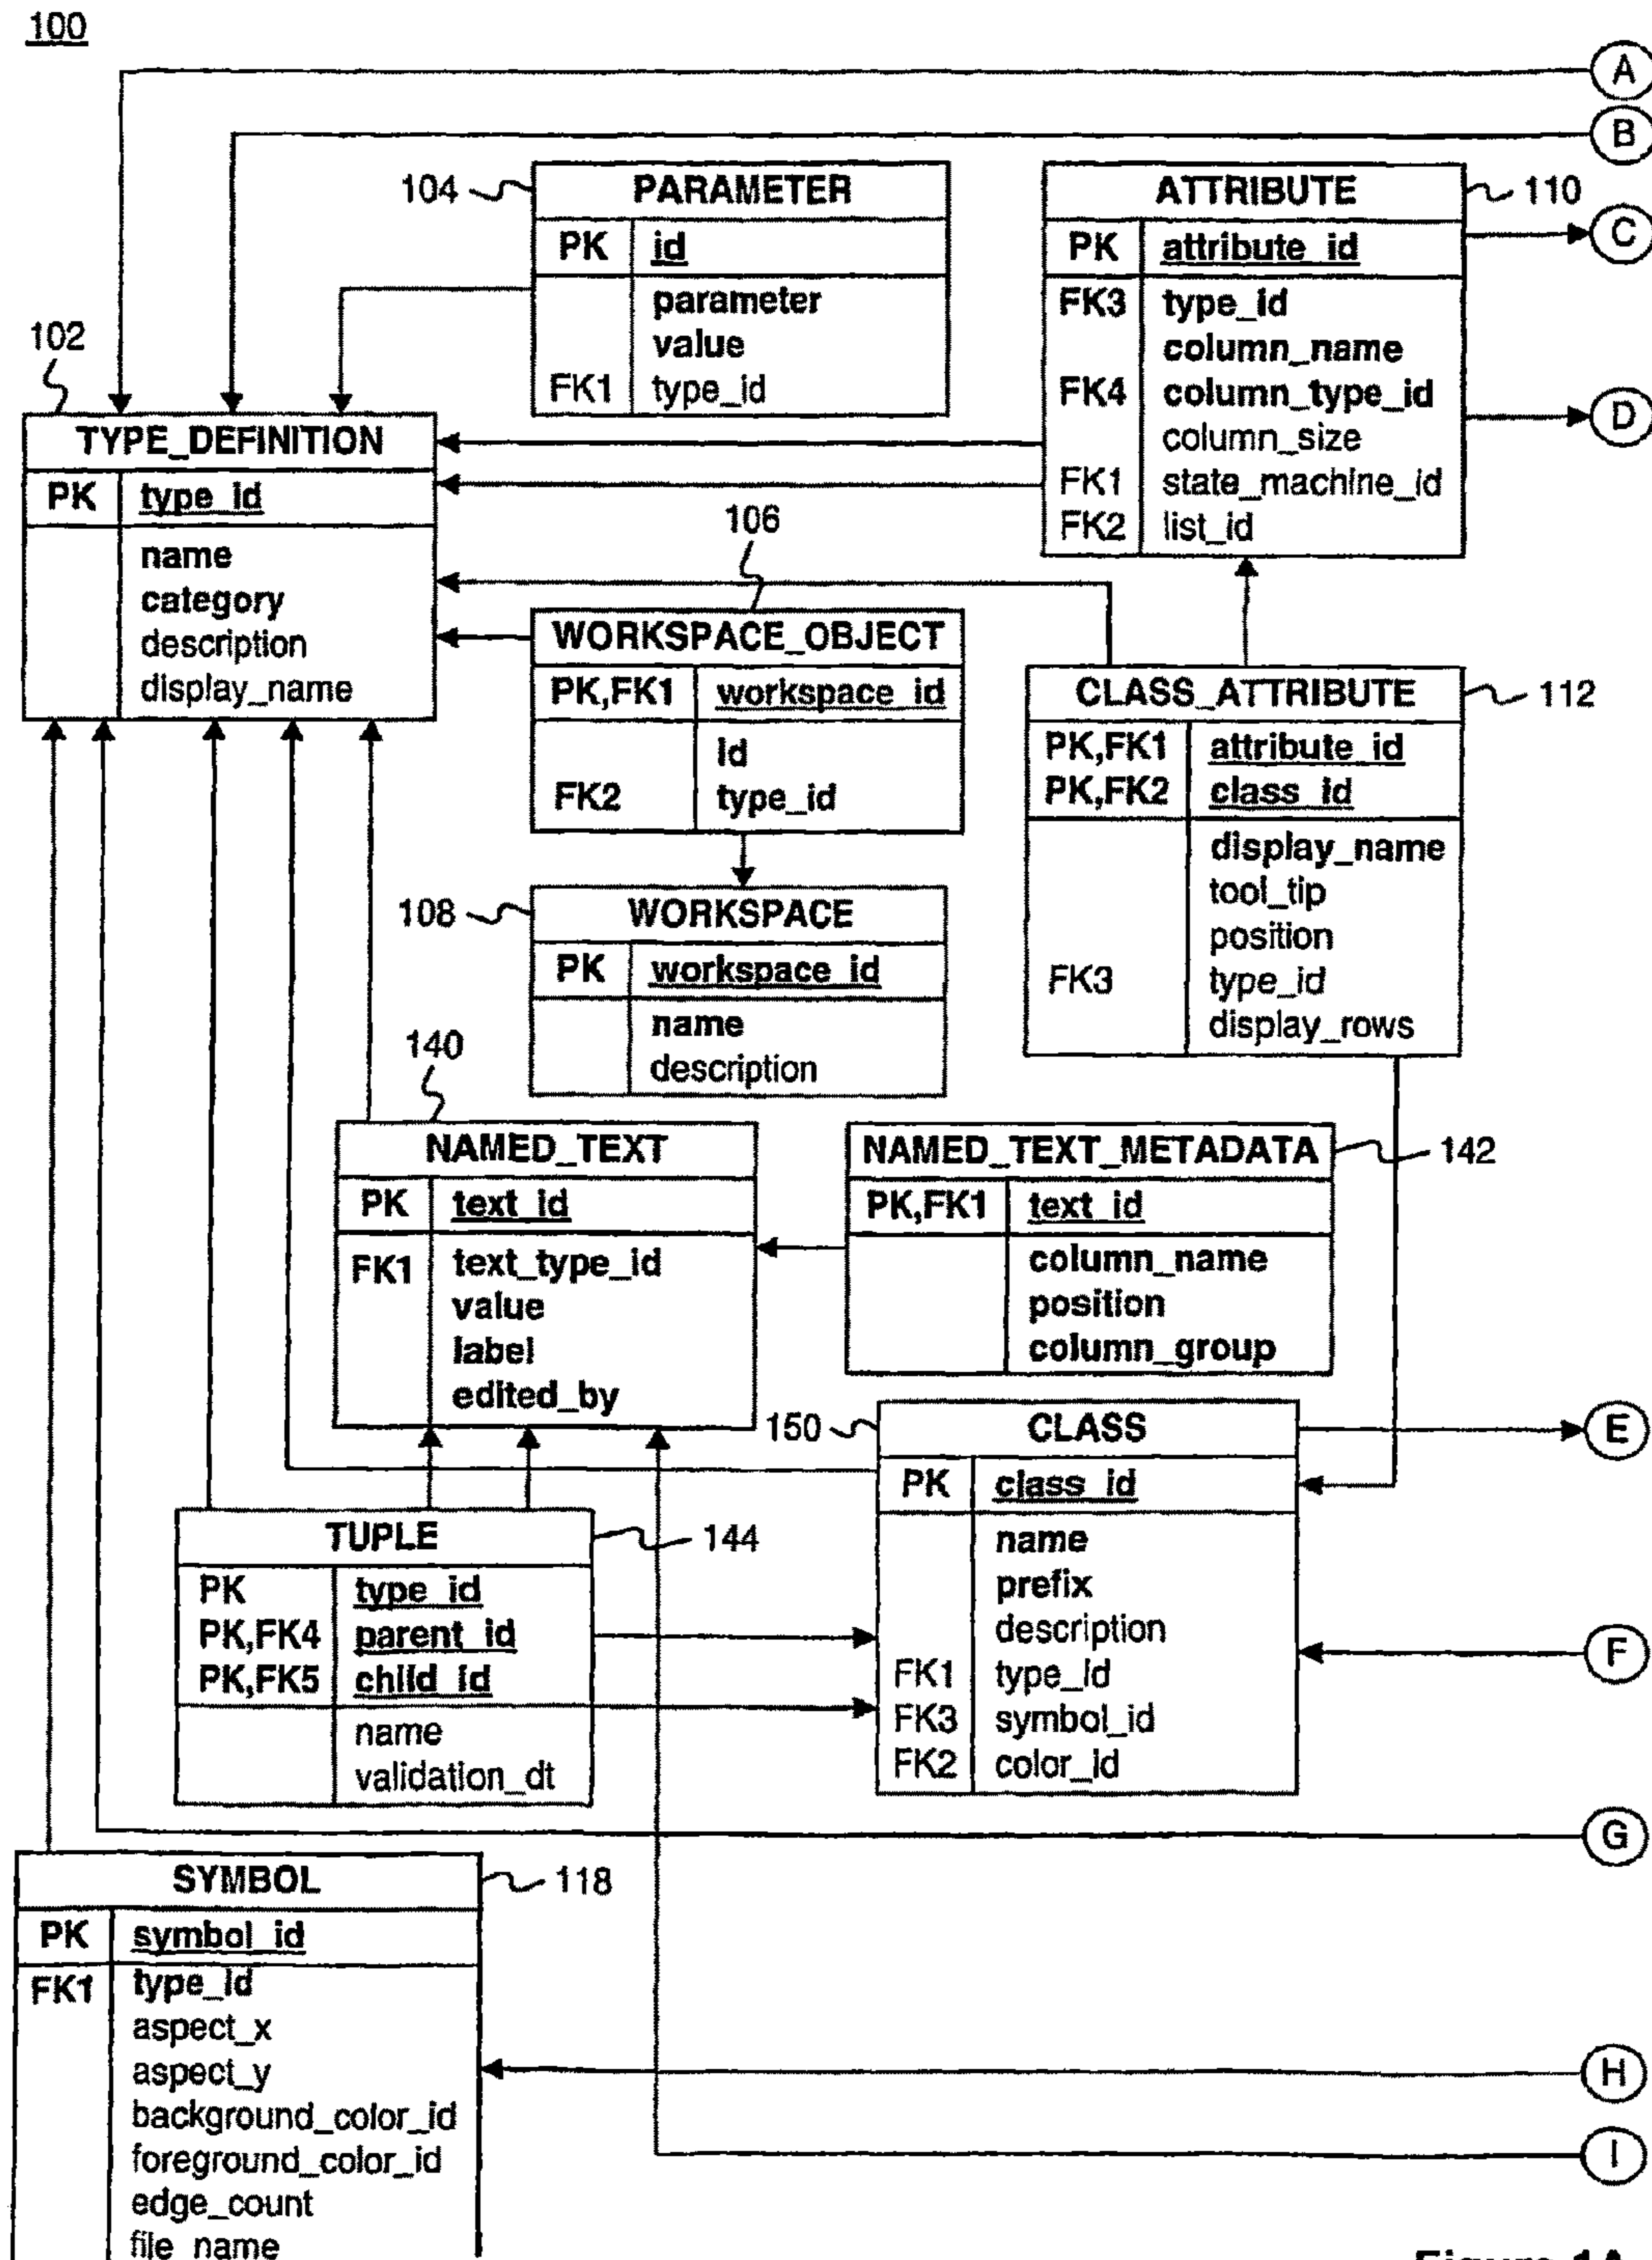 100
A
B
104
PARAMETER
PK id
parameter
value
FK1 type_id
ATTRIBUTE
110
PK attribute_id
FK3 type_id
column_name
FK4 column_type_id
column_size
FK1 state_machine_id
FK2 list_id
C
D
102
TYPE_DEFINITION
PK type_id
name
category
description
display_name
106
WORKSPACE_OBJECT
PK,FK1 workspace_id
id
FK2 type_id
CLASS_ATTRIBUTE
112
PK,FK1 attribute_id
PK,FK2 class_id
display_name
tool_tip
position
FK3 type_id
display_rows
108
WORKSPACE
PK workspace_id
name
description
140
NAMED_TEXT
PK text_id
FK1 text_type_id
value
label
edited_by
NAMED_TEXT_METADATA
142
PK,FK1 text_id
column_name
position
column_group
150
CLASS
PK class_id
name
prefix
description
FK1 type_id
FK3 symbol_id
FK2 color_id
E
F
TUPLE
144
PK type_id
PK,FK4 parent_id
PK,FK5 child_id
name
validation_dt
G
SYMBOL
118
PK symbol_id
FK1 type_id
aspect_x
aspect_y
background_color_id
foreground_color_id
edge_count
file_name
H
I
Figure 1A